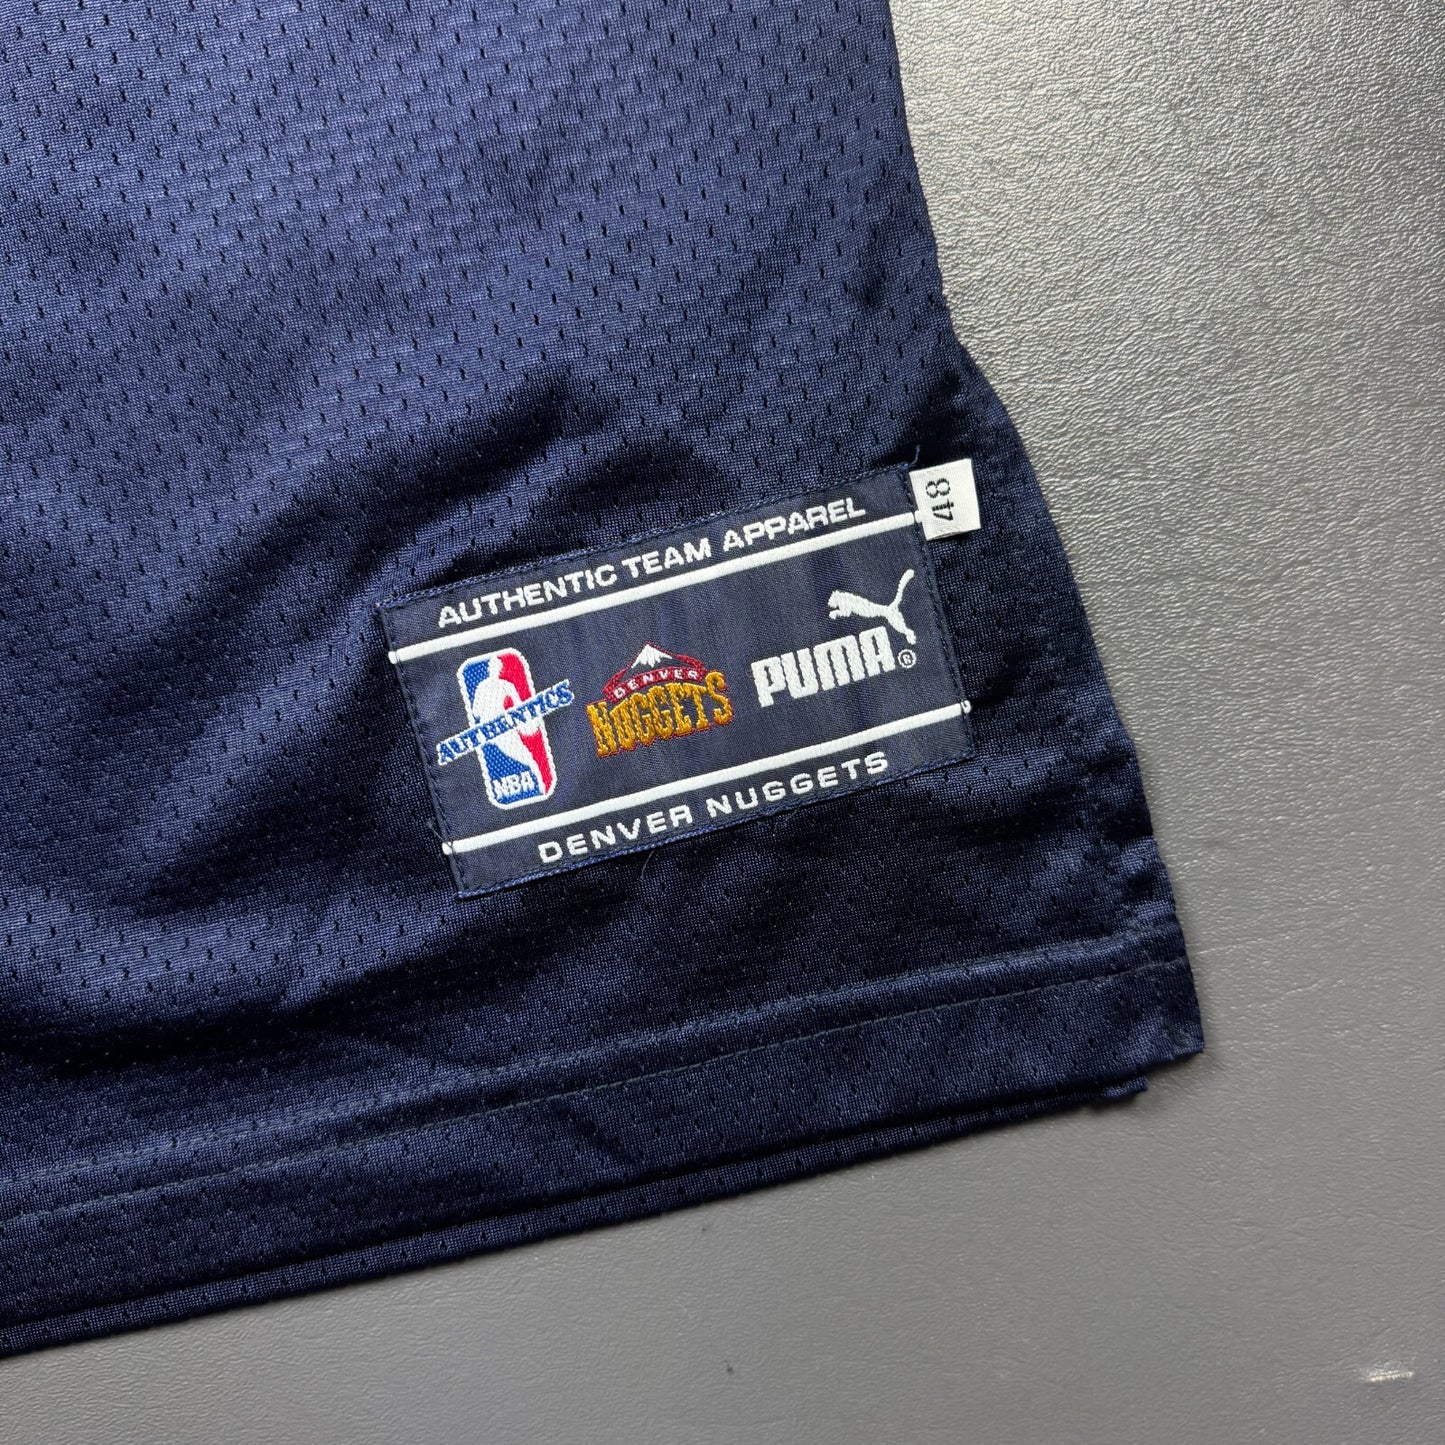 AUTHENTIC TEAM APPAREL
48
AUTHENTICS
NBA
DENVER
NUGGETS
PUMA®
DENVER NUGGETS